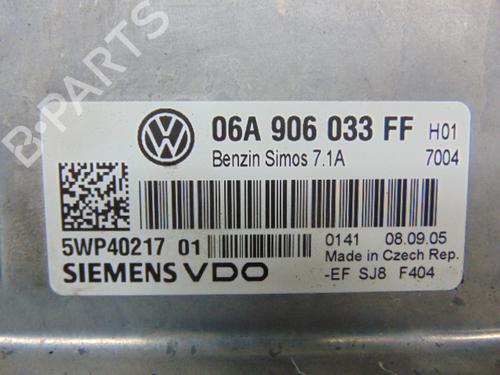 B-PARTS
06A 906 033 FF H01
Benzin Simos 7.1A 7004
5WP40217 01
0141 08.09.05
SIEMENS VDO
Made in Czech Rep.
-EF SJ8 F404